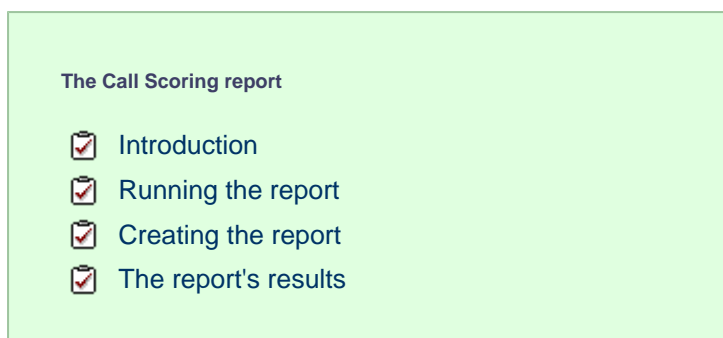 The Call Scoring report
Introduction
Running the report
Creating the report
The report's results